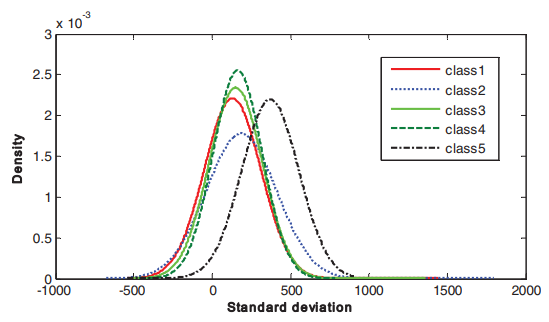 x 10⁻³
3
2.5
2
1.5
1
0.5
0
-1000
-500
0
500
1000
1500
2000
Density
Standard deviation
class1
class2
class3
class4
class5